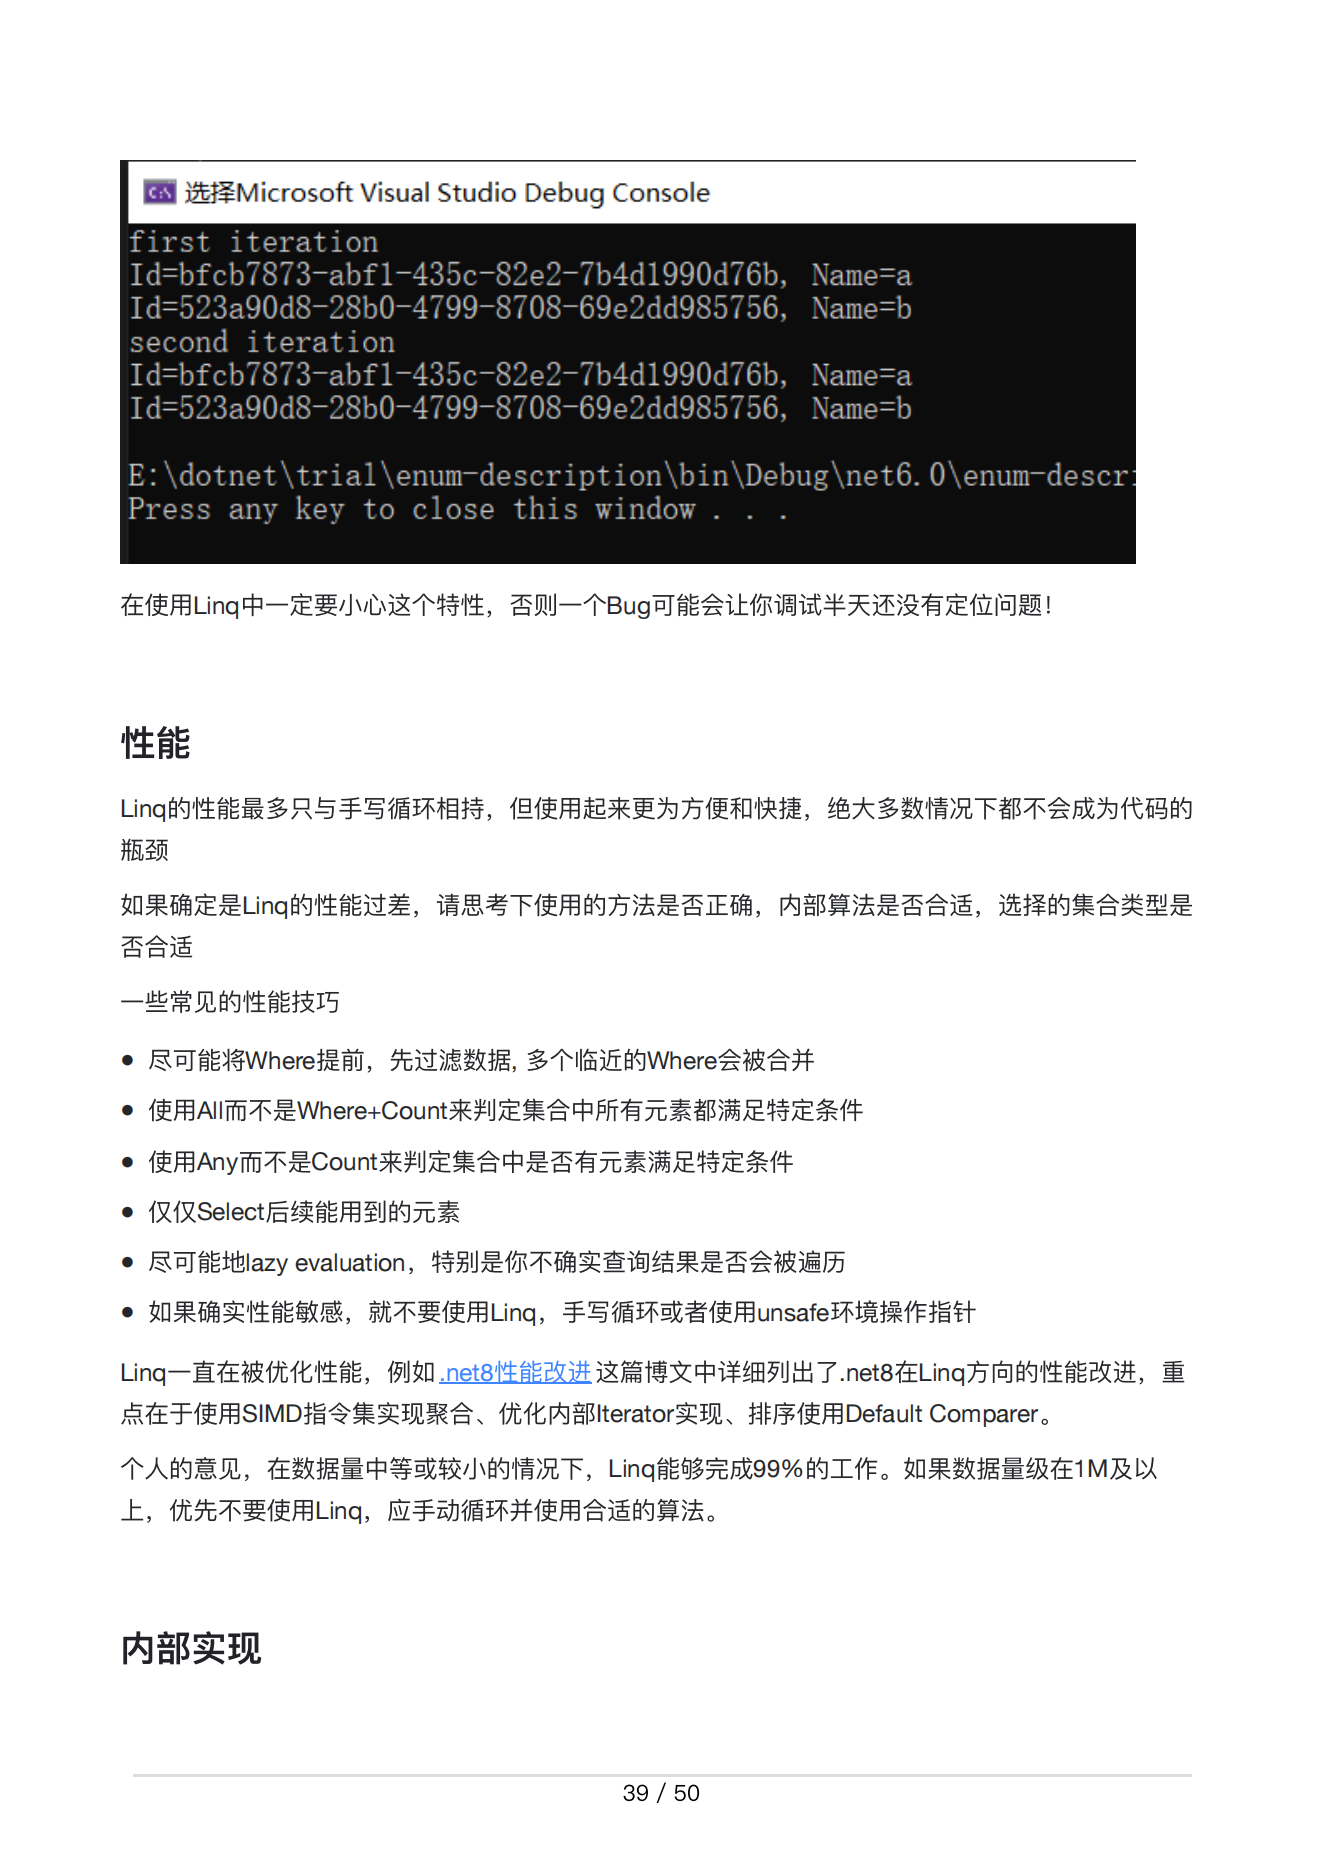 C:\ 选择Microsoft Visual Studio Debug Console
first iteration
Id=bfcb7873-abf1-435c-82e2-7b4d1990d76b, Name=a
Id=523a90d8-28b0-4799-8708-69e2dd985756, Name=b
second iteration
Id=bfcb7873-abf1-435c-82e2-7b4d1990d76b, Name=a
Id=523a90d8-28b0-4799-8708-69e2dd985756, Name=b
E:\dotnet\trial\enum-description\bin\Debug\net6.0\enum-descri
Press any key to close this window . . .
在使用Linq中一定要小心这个特性，否则一个Bug可能会让你调试半天还没有定位问题！
性能
Linq的性能最多只与手写循环相持，但使用起来更为方便和快捷，绝大多数情况下都不会成为代码的
瓶颈
如果确定是Linq的性能过差，请思考下使用的方法是否正确，内部算法是否合适，选择的集合类型是
否合适
一些常见的性能技巧
● 尽可能将Where提前，先过滤数据, 多个临近的Where会被合并
● 使用All而不是Where+Count来判定集合中所有元素都满足特定条件
● 使用Any而不是Count来判定集合中是否有元素满足特定条件
● 仅仅Select后续能用到的元素
● 尽可能地lazy evaluation，特别是你不确实查询结果是否会被遍历
● 如果确实性能敏感，就不要使用Linq，手写循环或者使用unsafe环境操作指针
Linq一直在被优化性能，例如.net8性能改进这篇博文中详细列出了.net8在Linq方向的性能改进，重
点在于使用SIMD指令集实现聚合、优化内部Iterator实现、排序使用Default Comparer。
个人的意见，在数据量中等或较小的情况下，Linq能够完成99%的工作。如果数据量级在1M及以
上，优先不要使用Linq，应手动循环并使用合适的算法。
内部实现
39 / 50